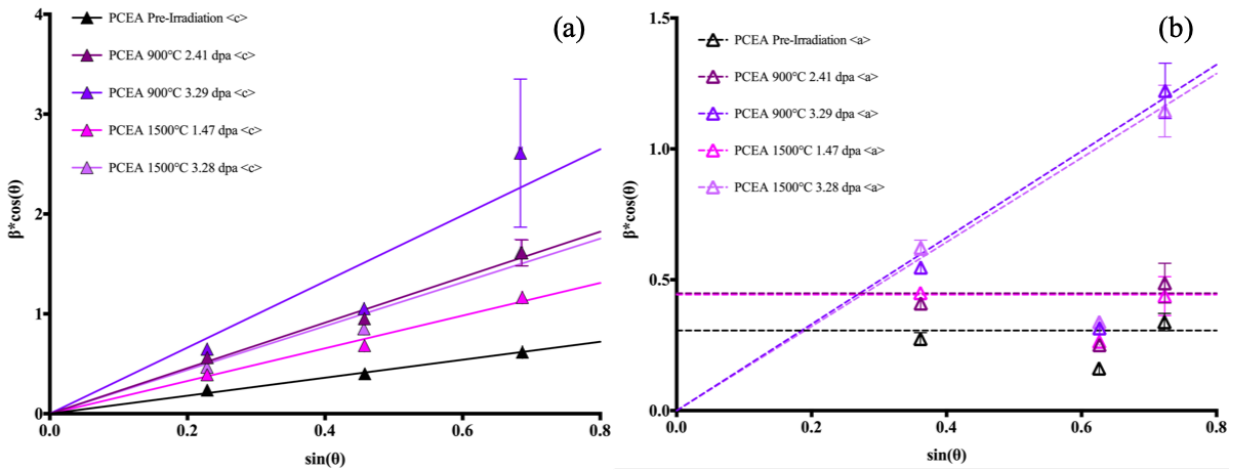 (a)
PCEA Pre-Irradiation <c>
PCEA 900℃ 2.41 dpa <c>
PCEA 900℃ 3.29 dpa <c>
PCEA 1500℃ 1.47 dpa <c>
PCEA 1500℃ 3.28 dpa <c>
β*cos(θ)
4
3
2
1
0
0.0 0.2 0.4 0.6 0.8
sin(θ)
(b)
PCEA Pre-Irradiation <a>
PCEA 900℃ 2.41 dpa <a>
PCEA 900℃ 3.29 dpa <a>
PCEA 1500℃ 1.47 dpa <a>
PCEA 1500℃ 3.28 dpa <a>
β*cos(θ)
1.5
1.0
0.5
0.0
0.0 0.2 0.4 0.6 0.8
sin(θ)